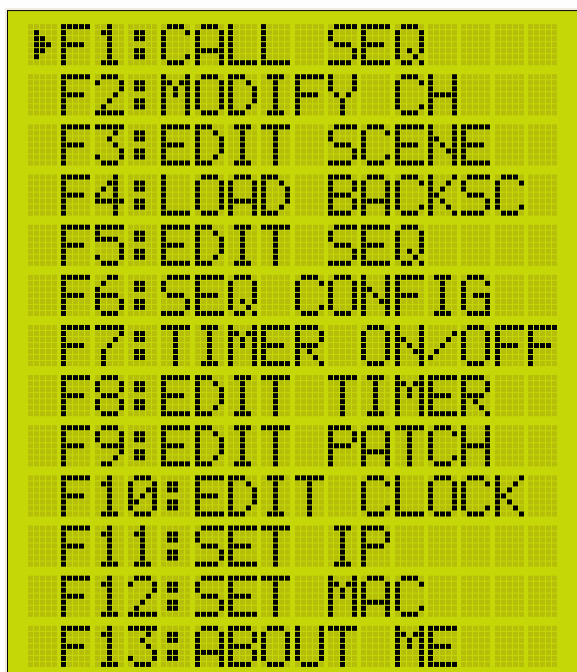 F1:CALL SEQ
F2:MODIFY CH
F3:EDIT SCENE
F4:LOAD BACKSC
F5:EDIT SEQ
F6:SEQ CONFIG
F7:TIMER ON/OFF
F8:EDIT TIMER
F9:EDIT PATCH
F10:EDIT CLOCK
F11:SET IP
F12:SET MAC
F13:ABOUT ME